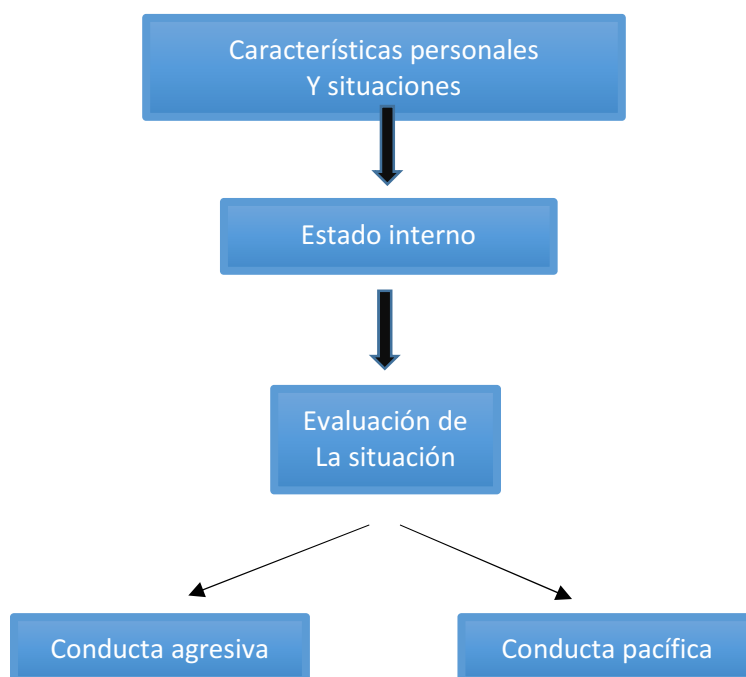 Características personales
Y situaciones
Estado interno
Evaluación de
La situación
Conducta agresiva
Conducta pacífica